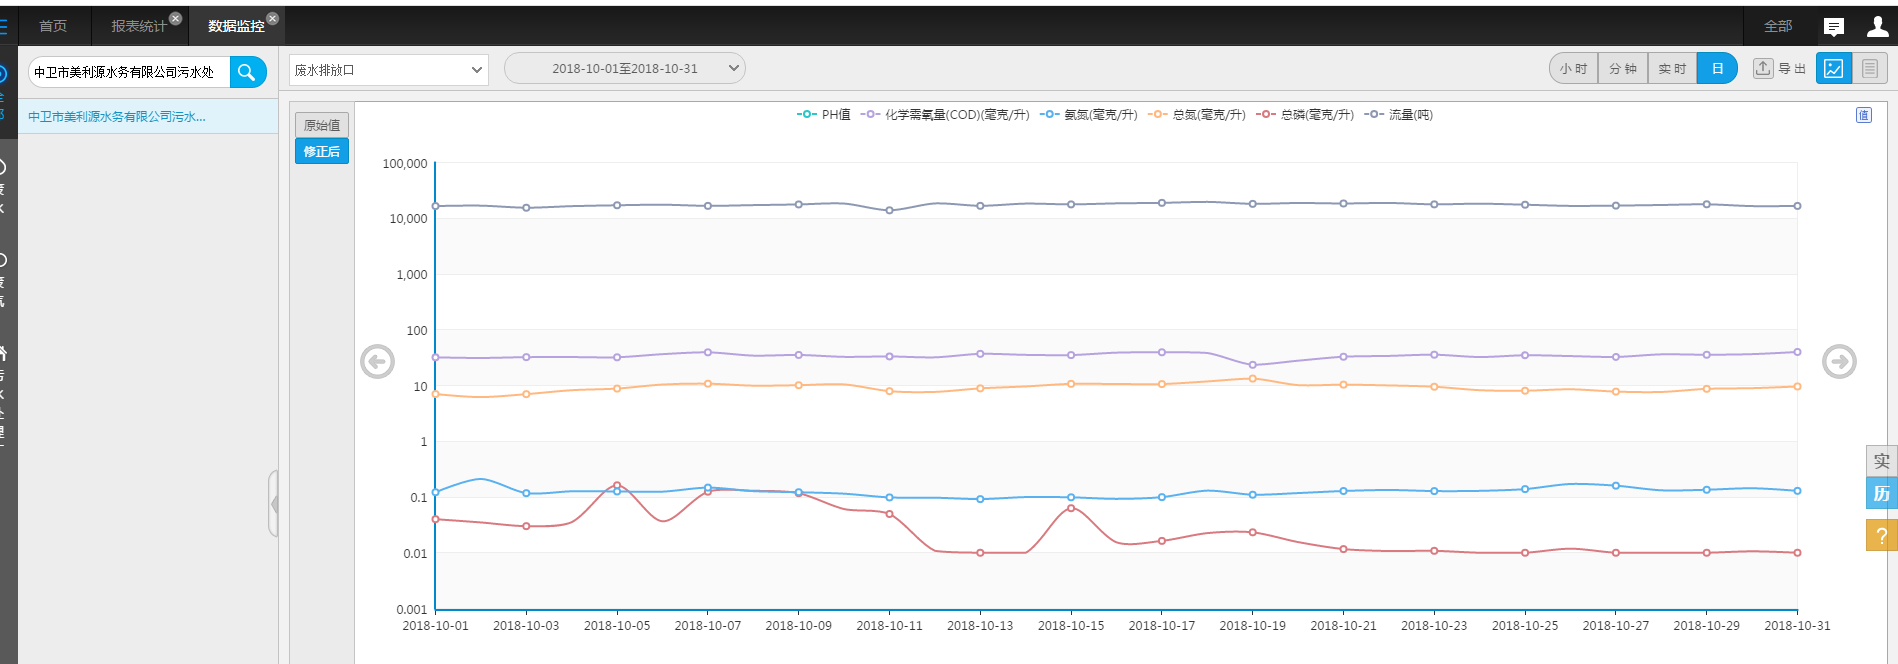 首页
报表统计
数据监控
全部
中卫市美利源水务有限公司污水处
废水排放口
2018-10-01至2018-10-31
小时
分钟
实时
日
导出
中卫市美利源水务有限公司污水...
原始值
修正后
PH值
化学需氧量(COD)(毫克/升)
氨氮(毫克/升)
总氮(毫克/升)
总磷(毫克/升)
流量(吨)
值
100,000
10,000
1,000
100
10
1
0.1
0.01
0.001
2018-10-01
2018-10-03
2018-10-05
2018-10-07
2018-10-09
2018-10-11
2018-10-13
2018-10-15
2018-10-17
2018-10-19
2018-10-21
2018-10-23
2018-10-25
2018-10-27
2018-10-29
2018-10-31
实
历
?